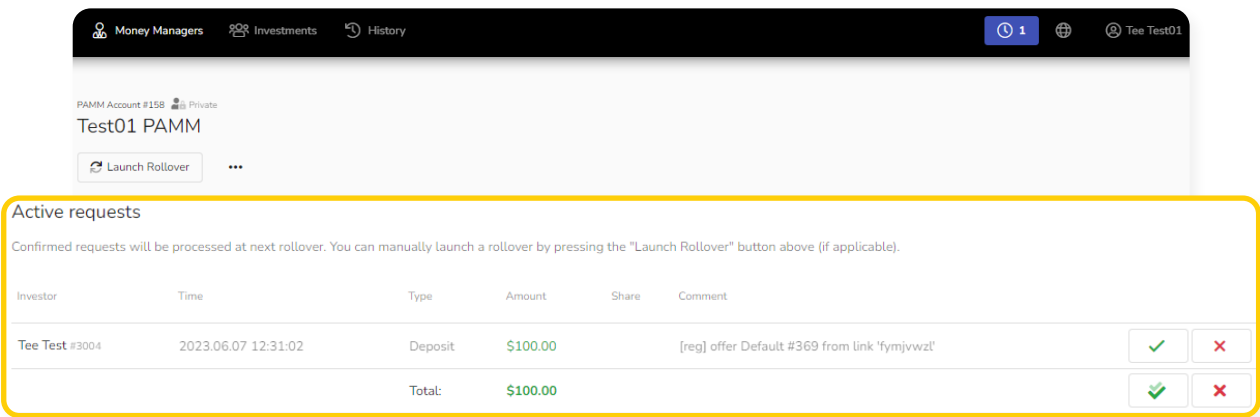 Money Managers Investments History 1 Tee Test01
PAMM Account #158 Private
Test01 PAMM
Launch Rollover •••
Active requests
Confirmed requests will be processed at next rollover. You can manually launch a rollover by pressing the "Launch Rollover" button above (if applicable).
Investor Time Type Amount Share Comment
Tee Test #3004 2023.06.07 12:31:02 Deposit $100.00 [reg] offer Default #369 from link 'fymjvwzl'
Total: $100.00